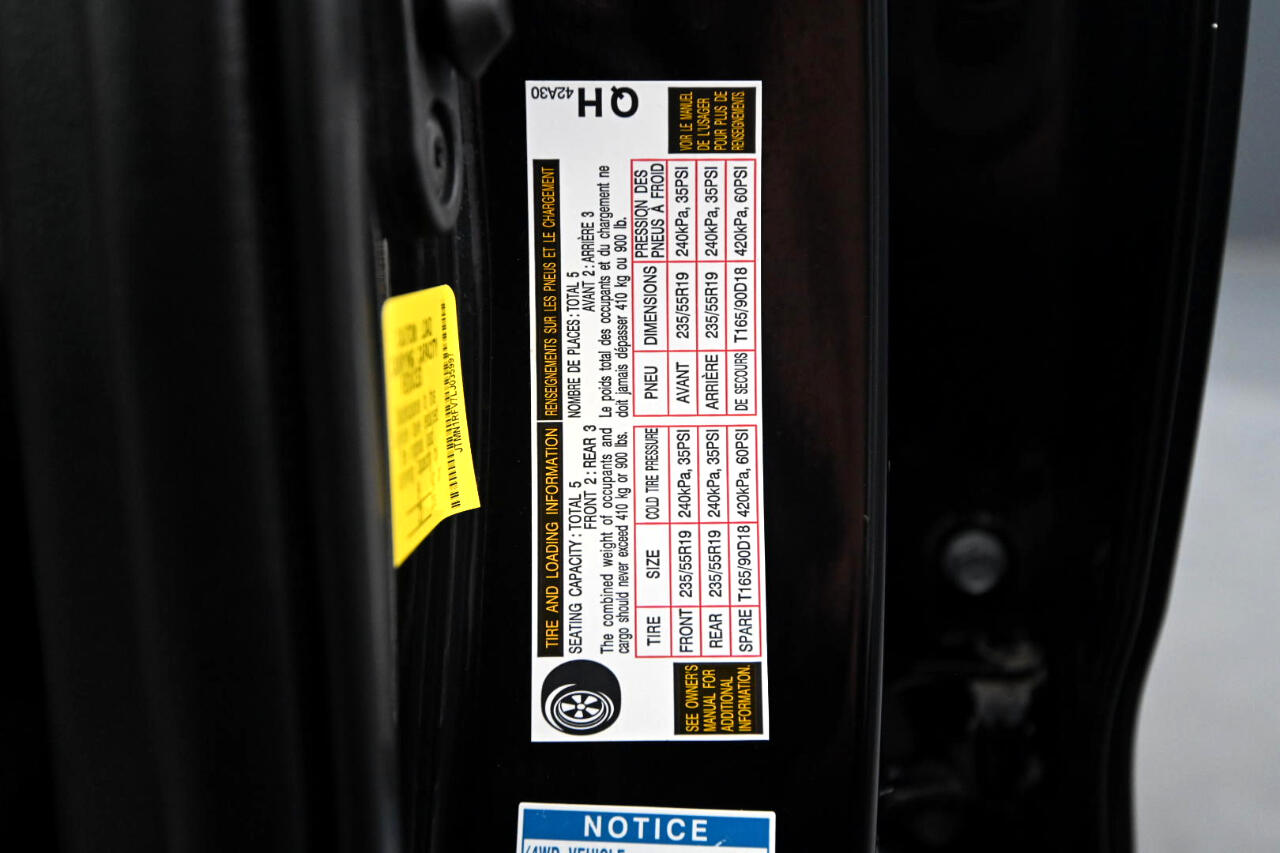 TIRE AND LOADING INFORMATION
SEATING CAPACITY : TOTAL 5
FRONT 2 : REAR 3
The combined weight of occupants and
cargo should never exceed 410 kg or 900 lbs.
TIRE SIZE COLD TIRE PRESSURE
FRONT 235/55R19 240kPa, 35PSI
REAR 235/55R19 240kPa, 35PSI
SPARE T165/90D18 420kPa, 60PSI
SEE OWNER'S
MANUAL FOR
ADDITIONAL
INFORMATION.
RENSEIGNEMENTS SUR LES PNEUS ET LE CHARGEMENT
NOMBRE DE PLACES : TOTAL 5
AVANT 2 : ARRIÈRE 3
Le poids total des occupants et du chargement ne
doit jamais dépasser 410 kg ou 900 lb.
PNEU DIMENSIONS PRESSION DES
PNEUS À FROID
AVANT 235/55R19 240kPa, 35PSI
ARRIÈRE 235/55R19 240kPa, 35PSI
DE SECOURS T165/90D18 420kPa, 60PSI
VOIR LE MANUEL
DE L'USAGER
POUR PLUS DE
RENSEIGNEMENTS
42A30
QH
NOTICE